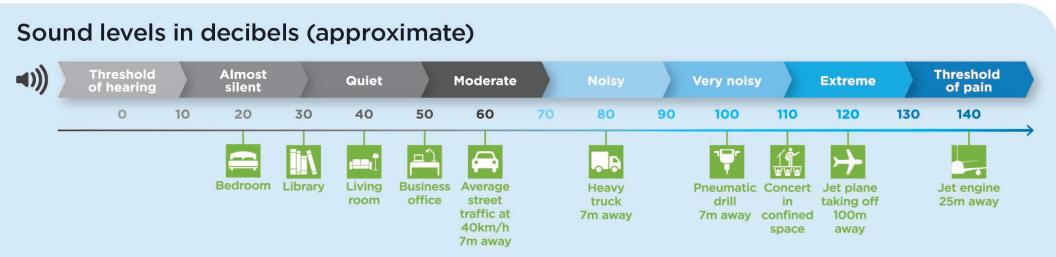 Sound levels in decibels (approximate)
Threshold of hearing
Almost silent
Quiet
Moderate
Noisy
Very noisy
Extreme
Threshold of pain
0 10 20 30 40 50 60 70 80 90 100 110 120 130 140
Bedroom
Library
Living
room
Business
office
Average
street
traffic at
40km/h
7m away
Heavy
truck
7m away
Pneumatic
drill
7m away
Concert
in
confined
space
Jet plane
taking off
100m
away
Jet engine
25m away